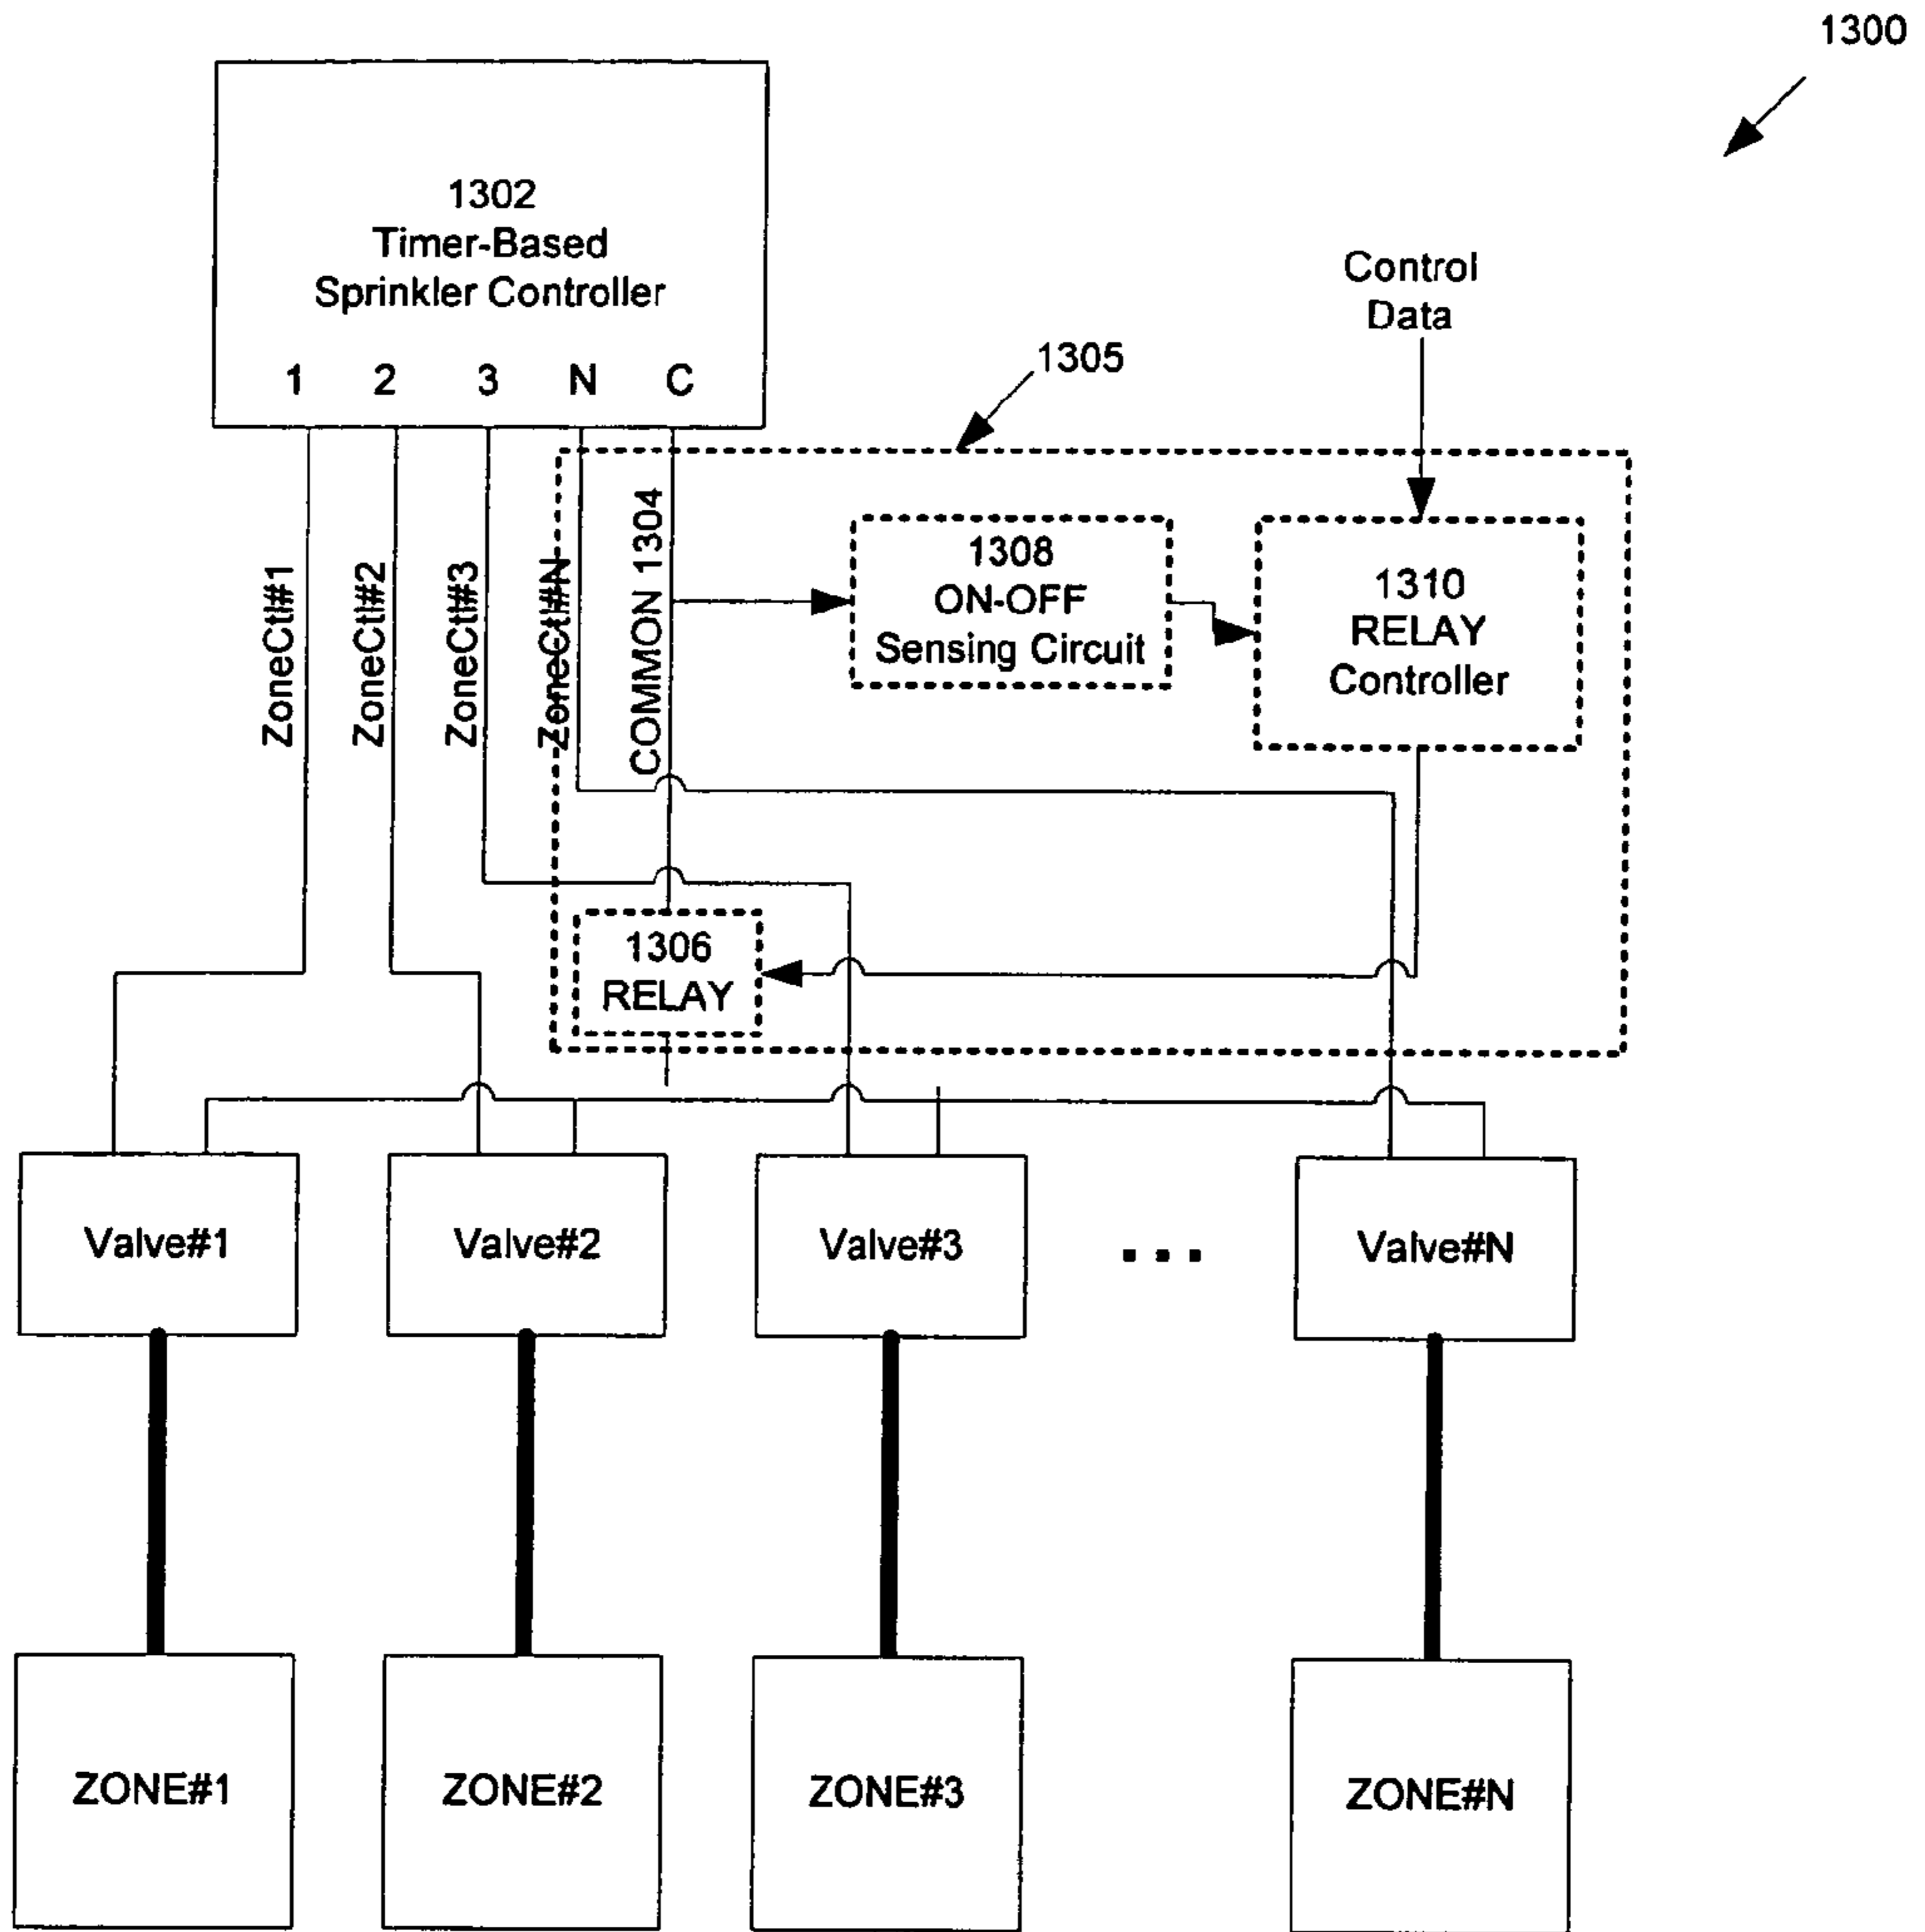 1300
1302
Timer-Based
Sprinkler Controller
1 2 3 N C
Control
Data
1305
ZoneCtl#1
ZoneCtl#2
ZoneCtl#3
ZoneCtl#N
COMMON 1304
1308
ON-OFF
Sensing Circuit
1310
RELAY
Controller
1306
RELAY
Valve#1
Valve#2
Valve#3
...
Valve#N
ZONE#1
ZONE#2
ZONE#3
ZONE#N